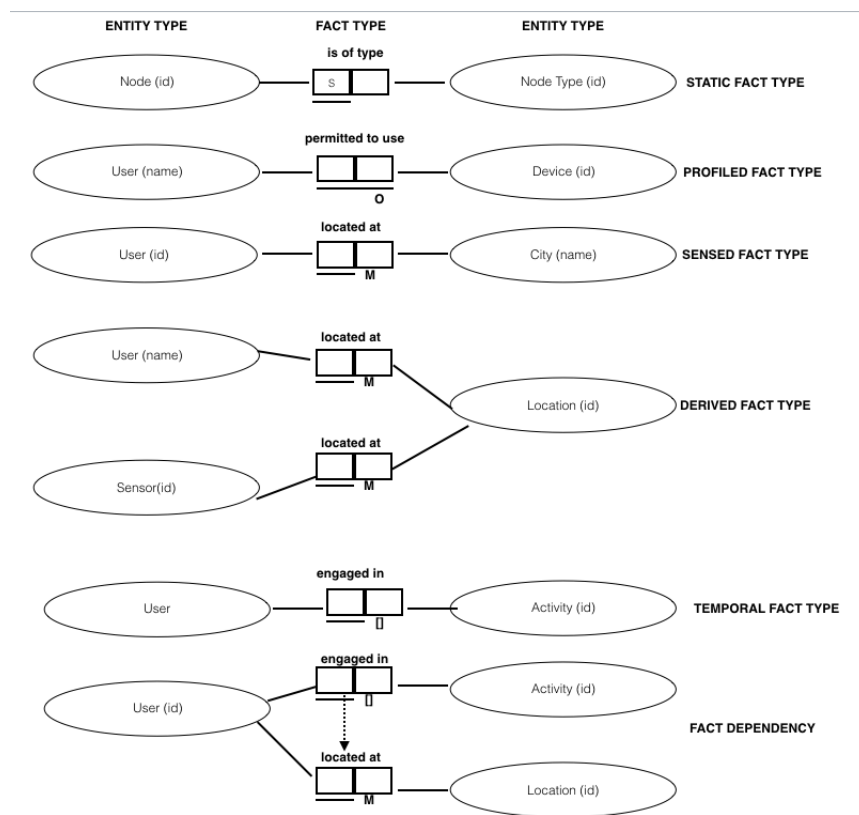 ENTITY TYPE FACT TYPE ENTITY TYPE
is of type
Node (id) S Node Type (id) STATIC FACT TYPE
permitted to use
User (name) Device (id) PROFILED FACT TYPE
O
located at
User (id) City (name) SENSED FACT TYPE
M
located at
User (name)
M
Location (id) DERIVED FACT TYPE
located at
Sensor(id)
M
engaged in
User Activity (id) TEMPORAL FACT TYPE
[]
engaged in
Activity (id)
[]
User (id)
FACT DEPENDENCY
located at
Location (id)
M